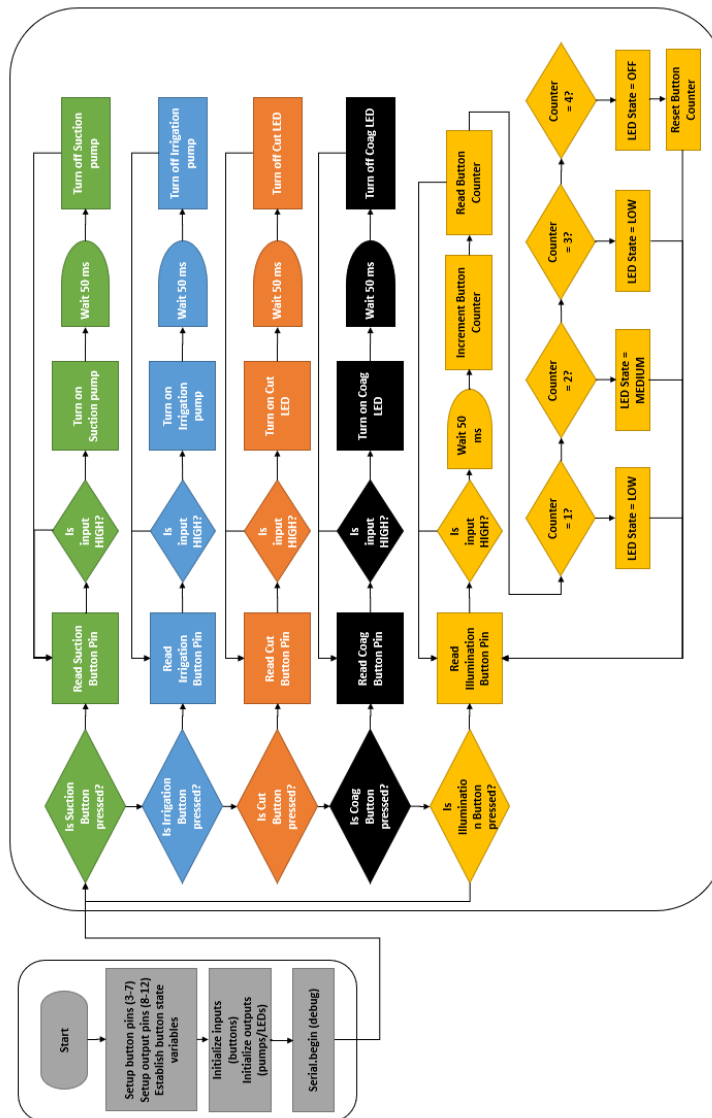 Start
Setup button pins (3-7)
Setup output pins (8-12)
Establish button state
variables
Initialize inputs
(buttons)
Initialize outputs
(pumps/LEDs)
Serial.begin (debug)
Is Suction
Button
pressed?
Read Suction
Button Pin
Is
input
HIGH?
Turn on
Suction pump
Wait 50 ms
Turn off Suction
pump
Is Irrigation
Button
pressed?
Read
Irrigation
Button Pin
Is
input
HIGH?
Turn on
Irrigation
pump
Wait 50 ms
Turn off Irrigation
pump
Is Cut
Button
pressed?
Read Cut
Button Pin
Is
input
HIGH?
Turn on Cut
LED
Wait 50 ms
Turn off Cut LED
Is Coag
Button
pressed?
Read Coag
Button Pin
Is
input
HIGH?
Turn on Coag
LED
Wait 50 ms
Turn off Coag LED
Is
Illuminatio
n Button
pressed?
Read
Illumination
Button Pin
Is
input
HIGH?
Wait 50
ms
Increment Button
Counter
Read Button
Counter
Counter
= 1?
Counter
= 2?
Counter
= 3?
Counter
= 4?
LED State = LOW
LED State =
MEDIUM
LED State = LOW
LED State = OFF
Reset Button
Counter